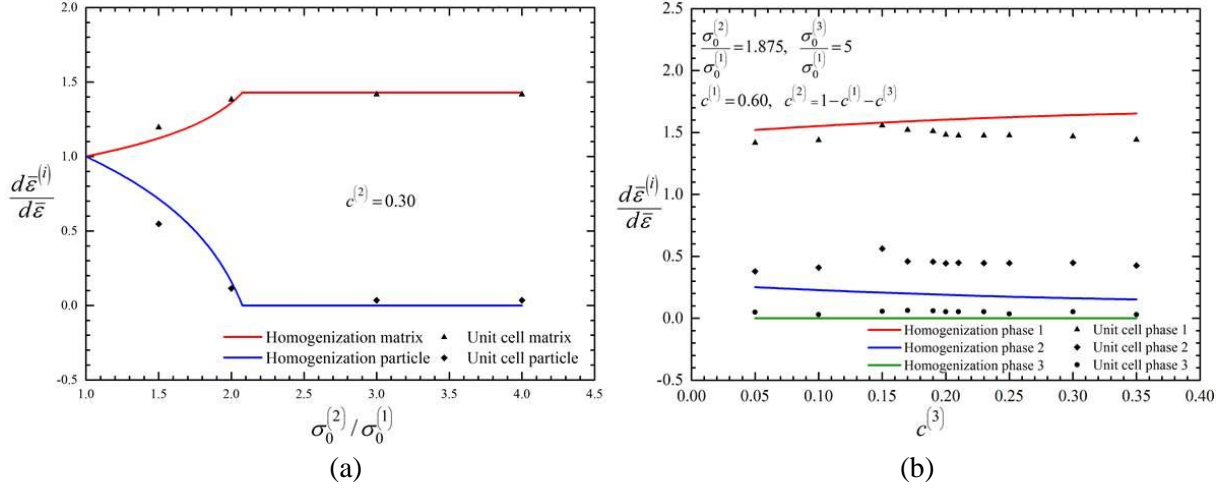 2.0
1.5
1.0
0.5
0.0
-0.5
dε̄⁽ⁱ⁾/dε̄
c⁽²⁾=0.30
Homogenization matrix
Homogenization particle
Unit cell matrix
Unit cell particle
1.0 1.5 2.0 2.5 3.0 3.5 4.0 4.5
σ₀⁽²⁾/σ₀⁽¹⁾
(a)
2.5
2.0
1.5
1.0
0.5
0.0
-0.5
dε̄⁽ⁱ⁾/dε̄
σ₀⁽²⁾/σ₀⁽¹⁾=1.875, σ₀⁽³⁾/σ₀⁽¹⁾=5
c⁽¹⁾=0.60, c⁽²⁾=1−c⁽¹⁾−c⁽³⁾
Homogenization phase 1
Homogenization phase 2
Homogenization phase 3
Unit cell phase 1
Unit cell phase 2
Unit cell phase 3
0.00 0.05 0.10 0.15 0.20 0.25 0.30 0.35 0.40
c⁽³⁾
(b)